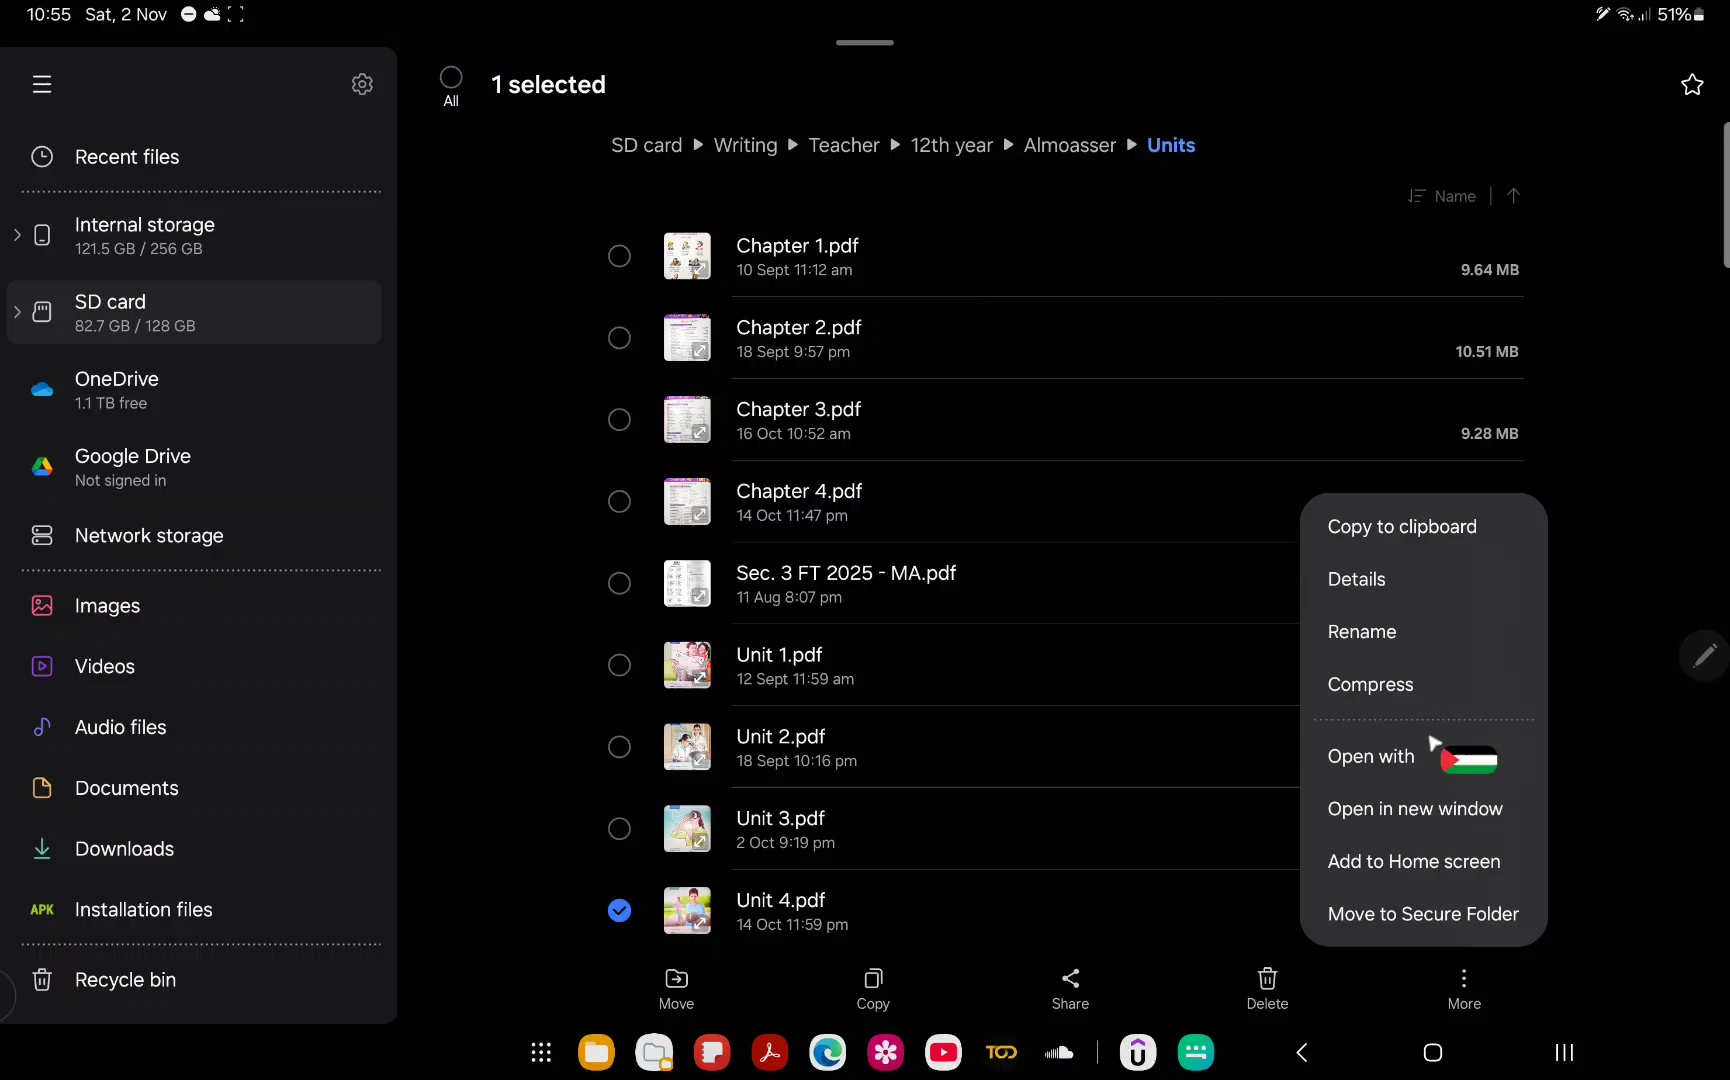 10:55 Sat, 2 Nov
51%
All
1 selected
SD card Writing Teacher 12th year Almoasser Units
Name
Recent files
Internal storage
121.5 GB / 256 GB
SD card
82.7 GB / 128 GB
OneDrive
1.1 TB free
Google Drive
Not signed in
Network storage
Images
Videos
Audio files
Documents
Downloads
APK Installation files
Recycle bin
Chapter 1.pdf
10 Sept 11:12 am
9.64 MB
Chapter 2.pdf
18 Sept 9:57 pm
10.51 MB
Chapter 3.pdf
16 Oct 10:52 am
9.28 MB
Chapter 4.pdf
14 Oct 11:47 pm
Sec. 3 FT 2025 - MA.pdf
11 Aug 8:07 pm
Unit 1.pdf
12 Sept 11:59 am
Unit 2.pdf
18 Sept 10:16 pm
Unit 3.pdf
2 Oct 9:19 pm
Unit 4.pdf
14 Oct 11:59 pm
Copy to clipboard
Details
Rename
Compress
Open with
Open in new window
Add to Home screen
Move to Secure Folder
Move
Copy
Share
Delete
More
TOD